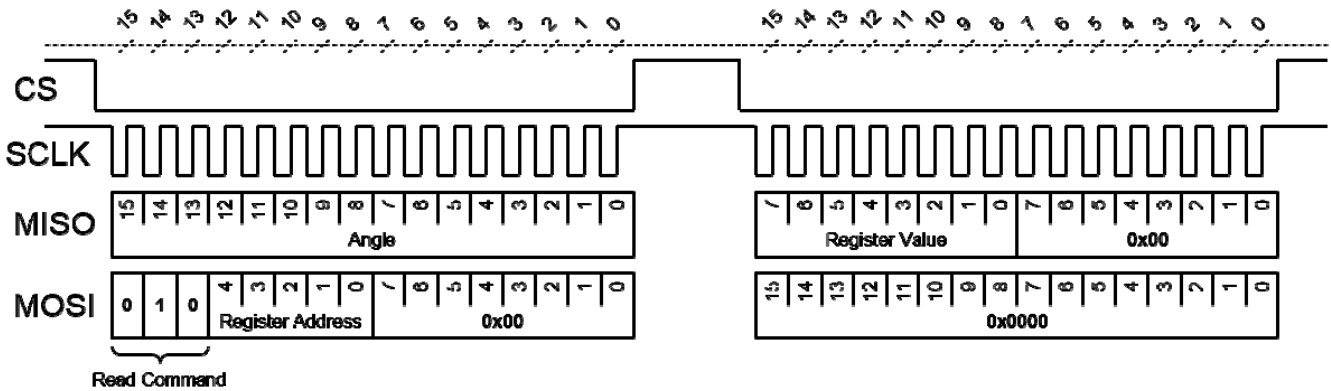 15 14 13 12 11 10 9 8 7 6 5 4 3 2 1 0 15 14 13 12 11 10 9 8 7 6 5 4 3 2 1 0
CS
SCLK
MISO 15 14 13 12 11 10 9 8 7 6 5 4 3 2 1 0 7 6 5 4 3 2 1 0 7 6 5 4 3 2 1 0
Angle Register Value 0x00
MOSI 0 1 0 4 3 2 1 0 7 6 5 4 3 2 1 0 15 14 13 12 11 10 9 8 7 6 5 4 3 2 1 0
Register Address 0x00 0x0000
Read Command